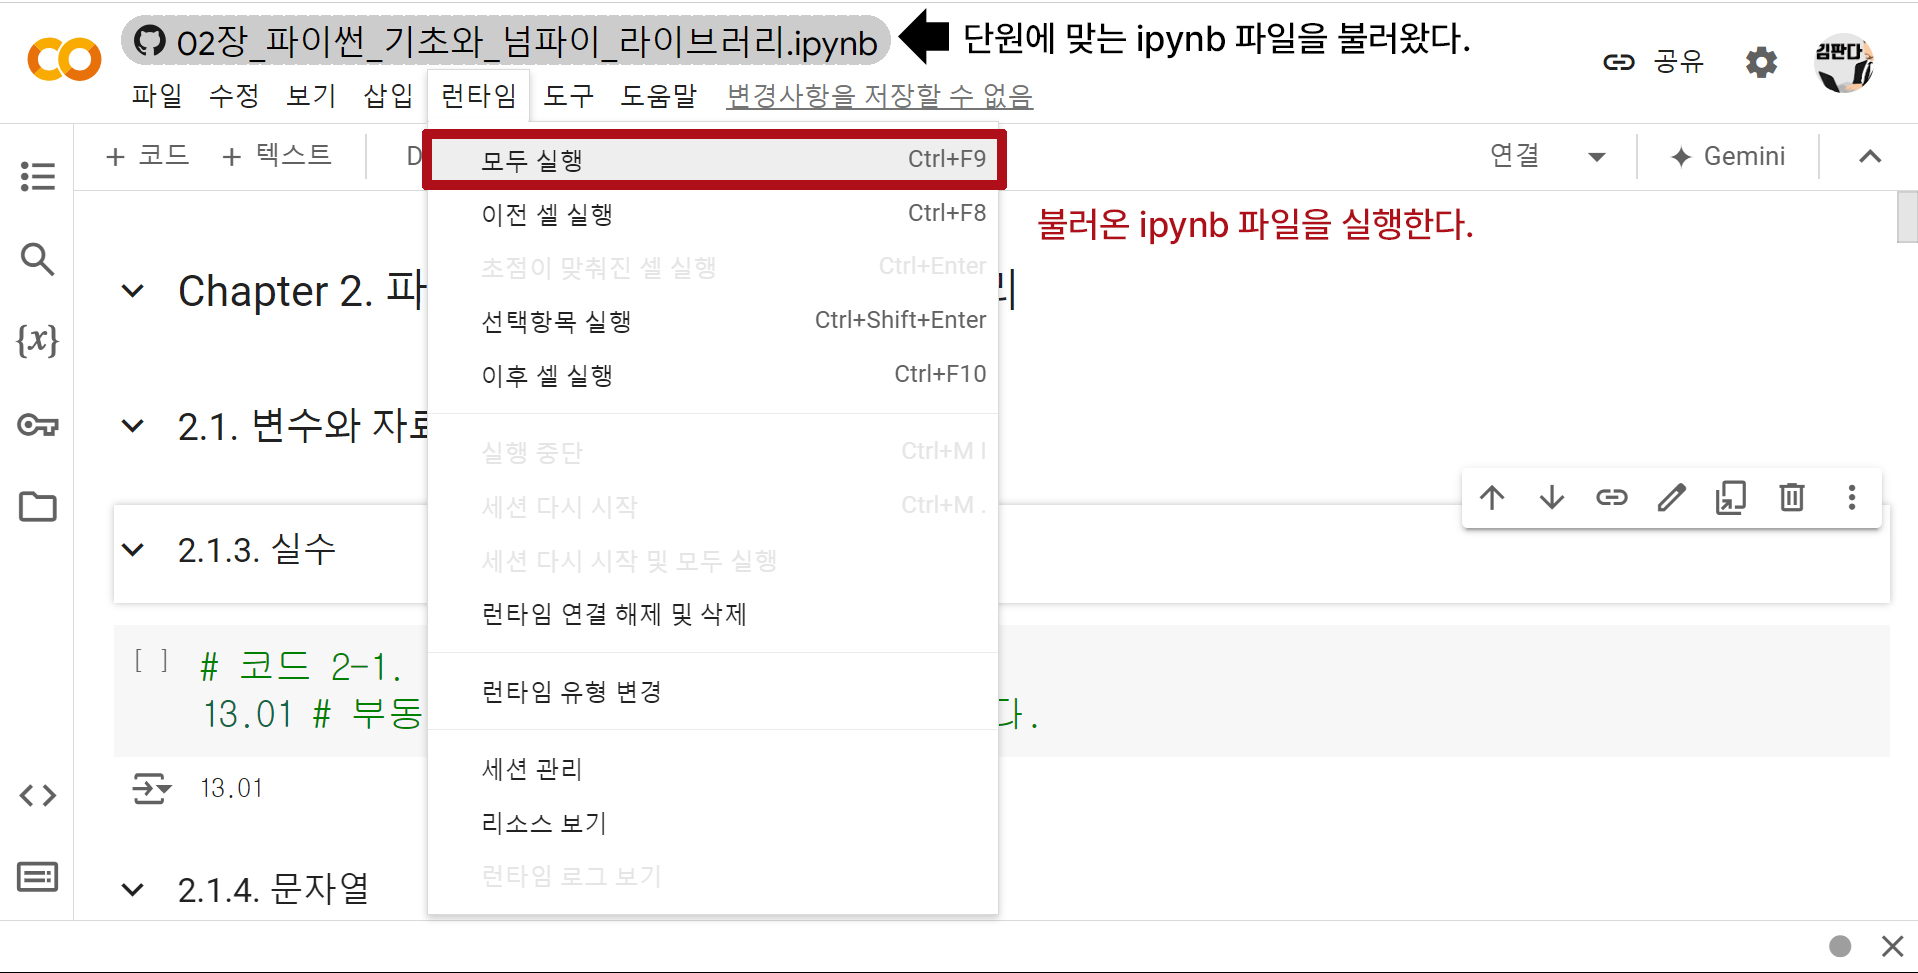 02장_파이썬_기초와_넘파이_라이브러리.ipynb
단원에 맞는 ipynb 파일을 불러왔다.
공유
김판다
파일 수정 보기 삽입 런타임 도구 도움말 변경사항을 저장할 수 없음
+ 코드 + 텍스트
연결
Gemini
모두 실행 Ctrl+F9
이전 셀 실행 Ctrl+F8
초점이 맞춰진 셀 실행 Ctrl+Enter
선택항목 실행 Ctrl+Shift+Enter
이후 셀 실행 Ctrl+F10
실행 중단 Ctrl+M I
세션 다시 시작 Ctrl+M .
세션 다시 시작 및 모두 실행
런타임 연결 해제 및 삭제
런타임 유형 변경
세션 관리
리소스 보기
런타임 로그 보기
불러온 ipynb 파일을 실행한다.
{x}
Chapter 2. 파 리
2.1. 변수와
2.1.3. 실수
[ ] # 코드 2-1.
13.01 # 부동 다.
13.01
2.1.4. 문자열